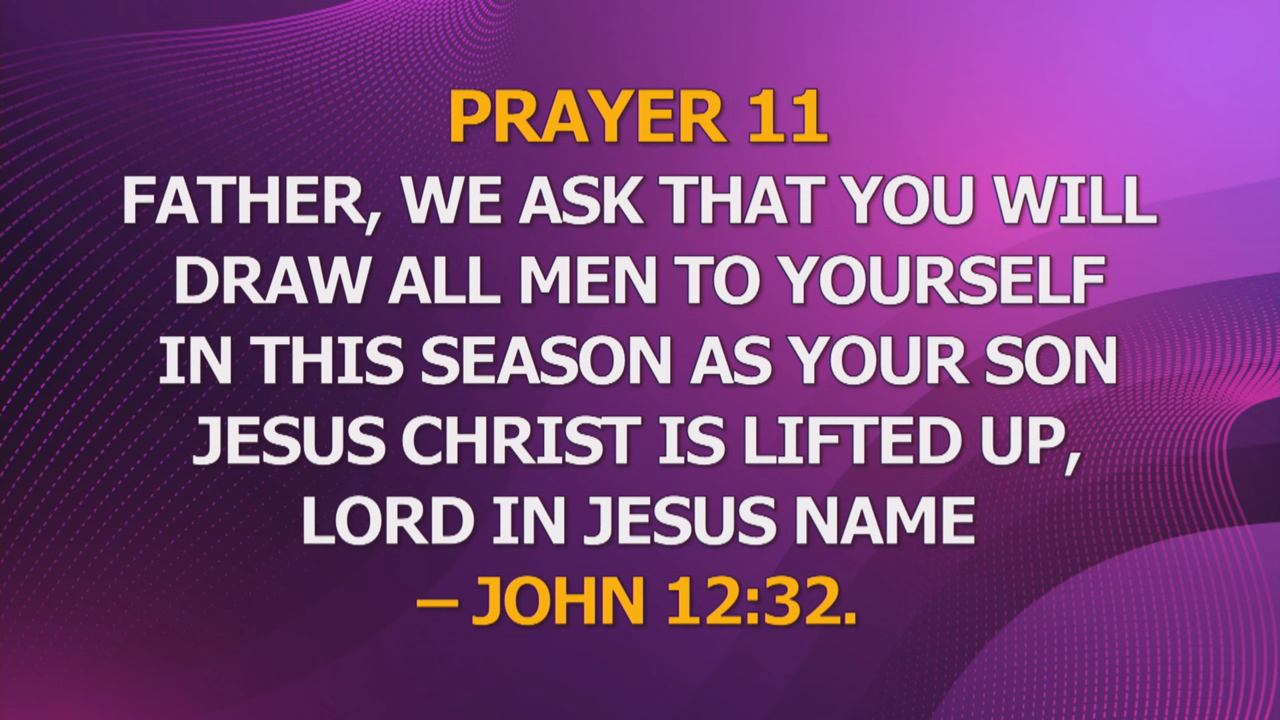 PRAYER 11
FATHER, WE ASK THAT YOU WILL
DRAW ALL MEN TO YOURSELF
IN THIS SEASON AS YOUR SON
JESUS CHRIST IS LIFTED UP,
LORD IN JESUS NAME
– JOHN 12:32.